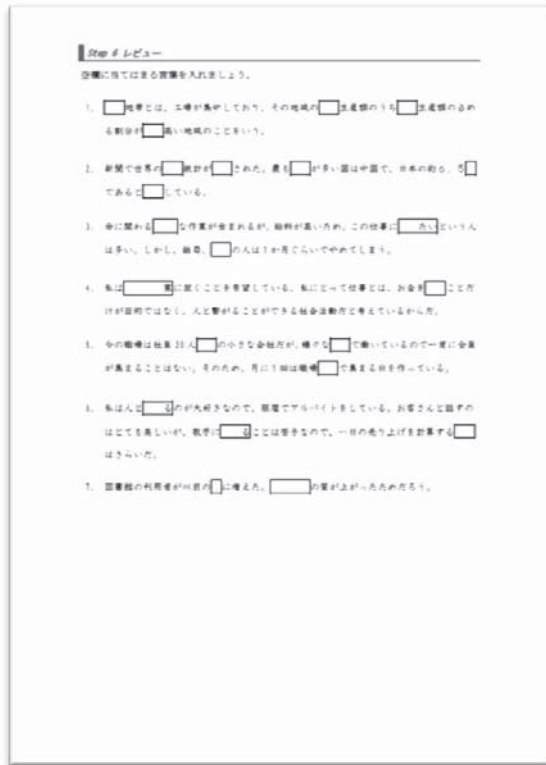 Step 6 レビュー
空欄に当てはまる言葉を入れましょう。
1. □地帯とは、工場が集中しており、その地域の□生産額のうち□生産額の占め
る割合が□高い地域のことをいう。
2. 新聞で世界の□統計が□された。最も□が多い国は中国で、日本の約
であると□している。
3. 命に関わる□な作業が含まれるが、給料が高いため、この仕事に□たいという人
は多い。しかし、結局、□の人は1か月ぐらいでやめてしまう。
4. 私は□業に就くことを希望している。私にとって仕事とは、お金を□ことだ
けが目的ではなく、人と繋がることができる社会活動だと考えているからだ。
5. 今の職場は社員30人□の小さな会社だが、様々な□で働いているので一度に全員
が集まることはない。そのため、月に1回は職場□で集まる日を作っている。
6. 私は人と□るのが大好きなので、居酒でアルバイトをしている。お客さんと話すの
はとても楽しいが、数字に□ることは苦手なので、一日の売り上げを計算する□
はきらいだ。
7. 図書館の利用者が以前の□に増えた。□の質が上がったためだろう。